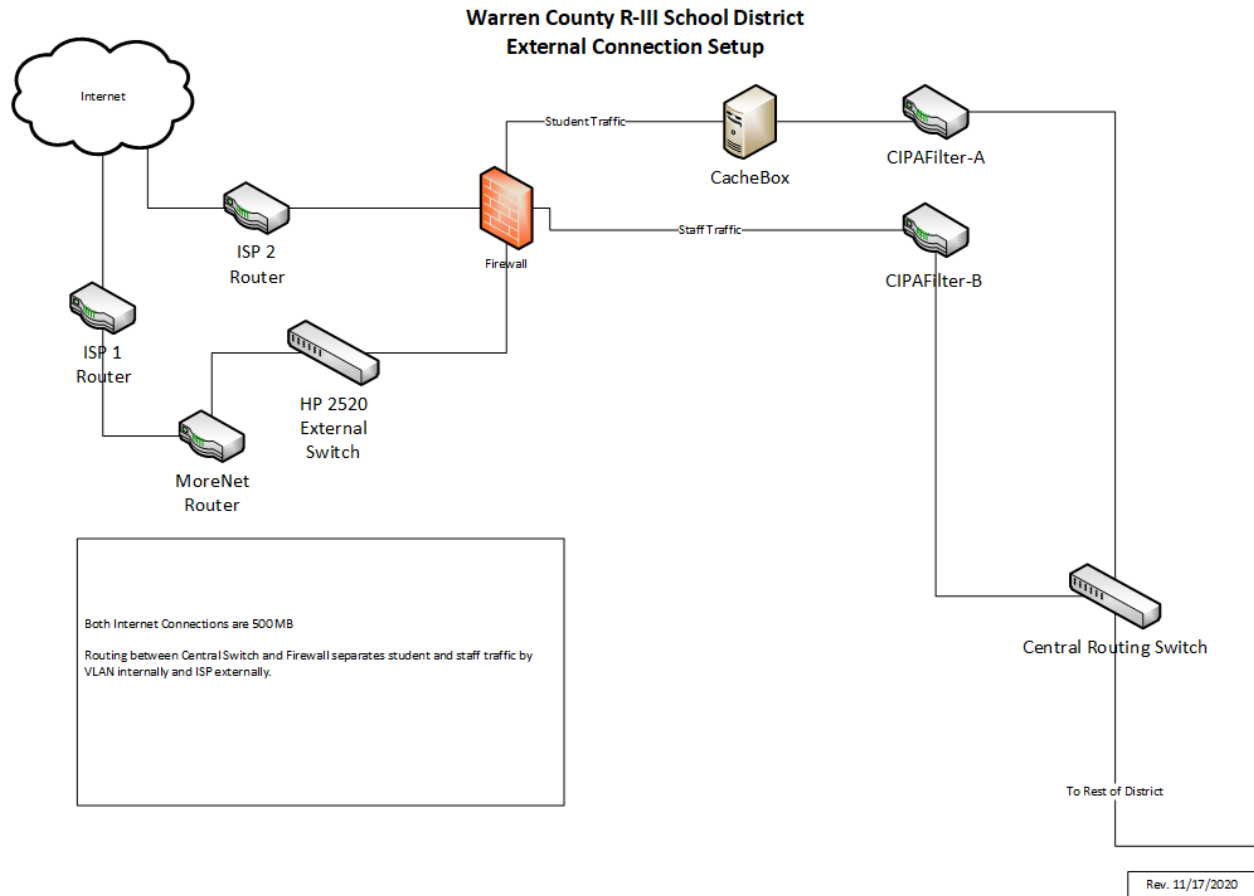 Warren County R-III School District
External Connection Setup
Internet
Student Traffic
CacheBox
CIPAFilter-A
ISP 2
Router
Firewall
Staff Traffic
CIPAFilter-B
ISP 1
Router
HP 2520
External
Switch
MoreNet
Router
Both Internet Connections are 500MB
Routing between Central Switch and Firewall separates student and staff traffic by
VLAN internally and ISP externally.
Central Routing Switch
To Rest of District
Rev. 11/17/2020